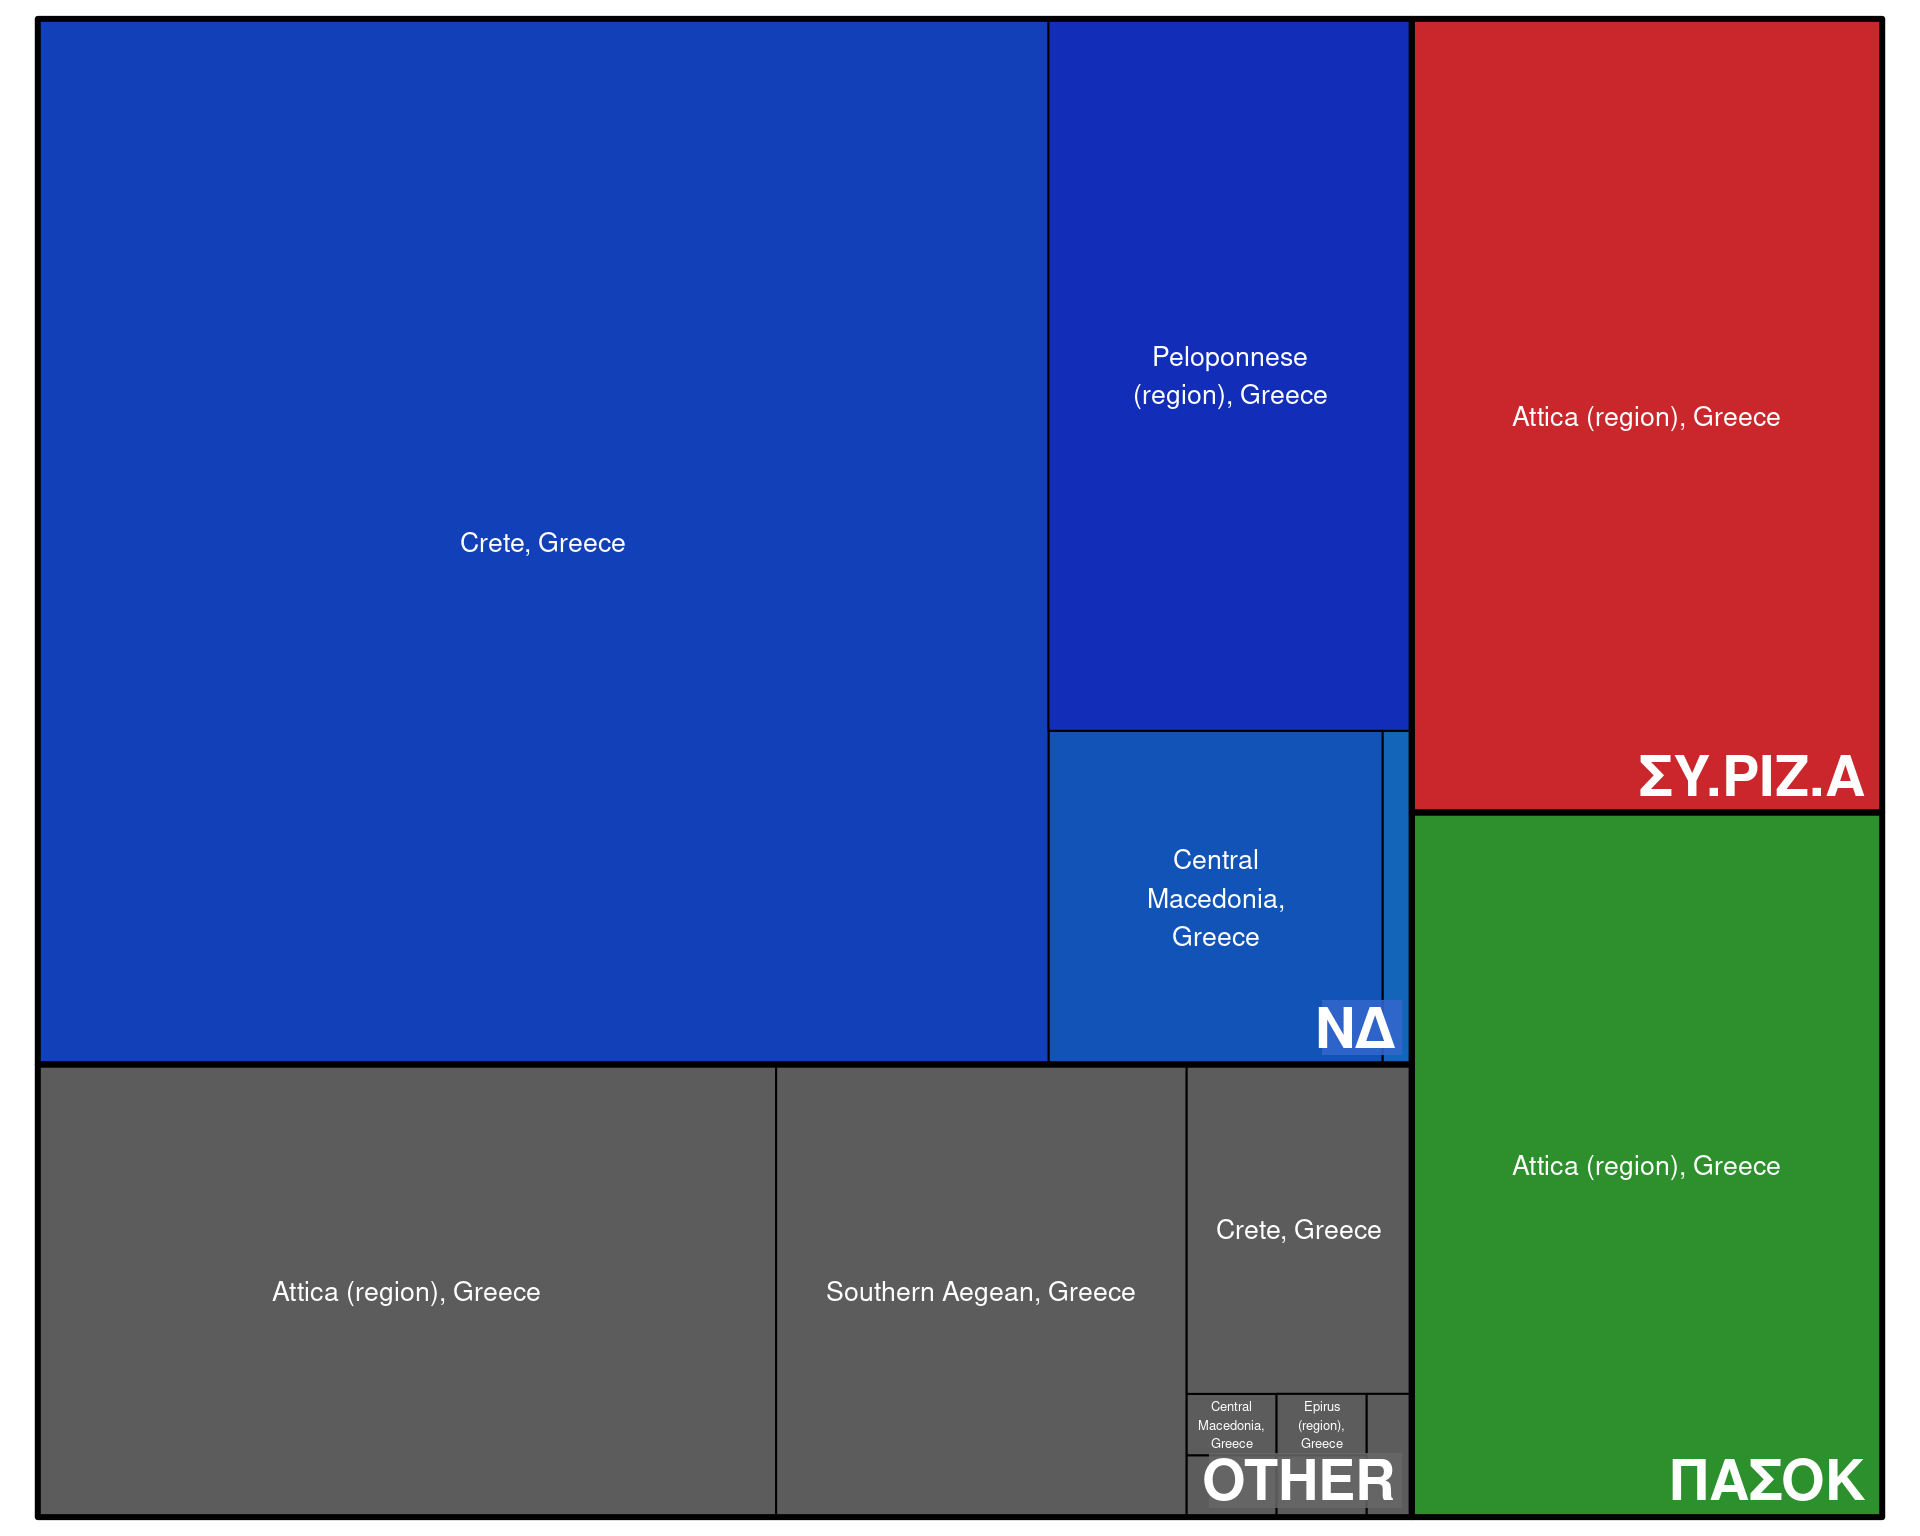 Crete, Greece
Peloponnese
(region), Greece
Central
Macedonia,
Greece
ΝΔ
Attica (region), Greece
ΣΥ.ΡΙΖ.Α
Attica (region), Greece
ΠΑΣΟΚ
Attica (region), Greece
Southern Aegean, Greece
Crete, Greece
Central
Macedonia,
Greece
Epirus
(region),
Greece
OTHER